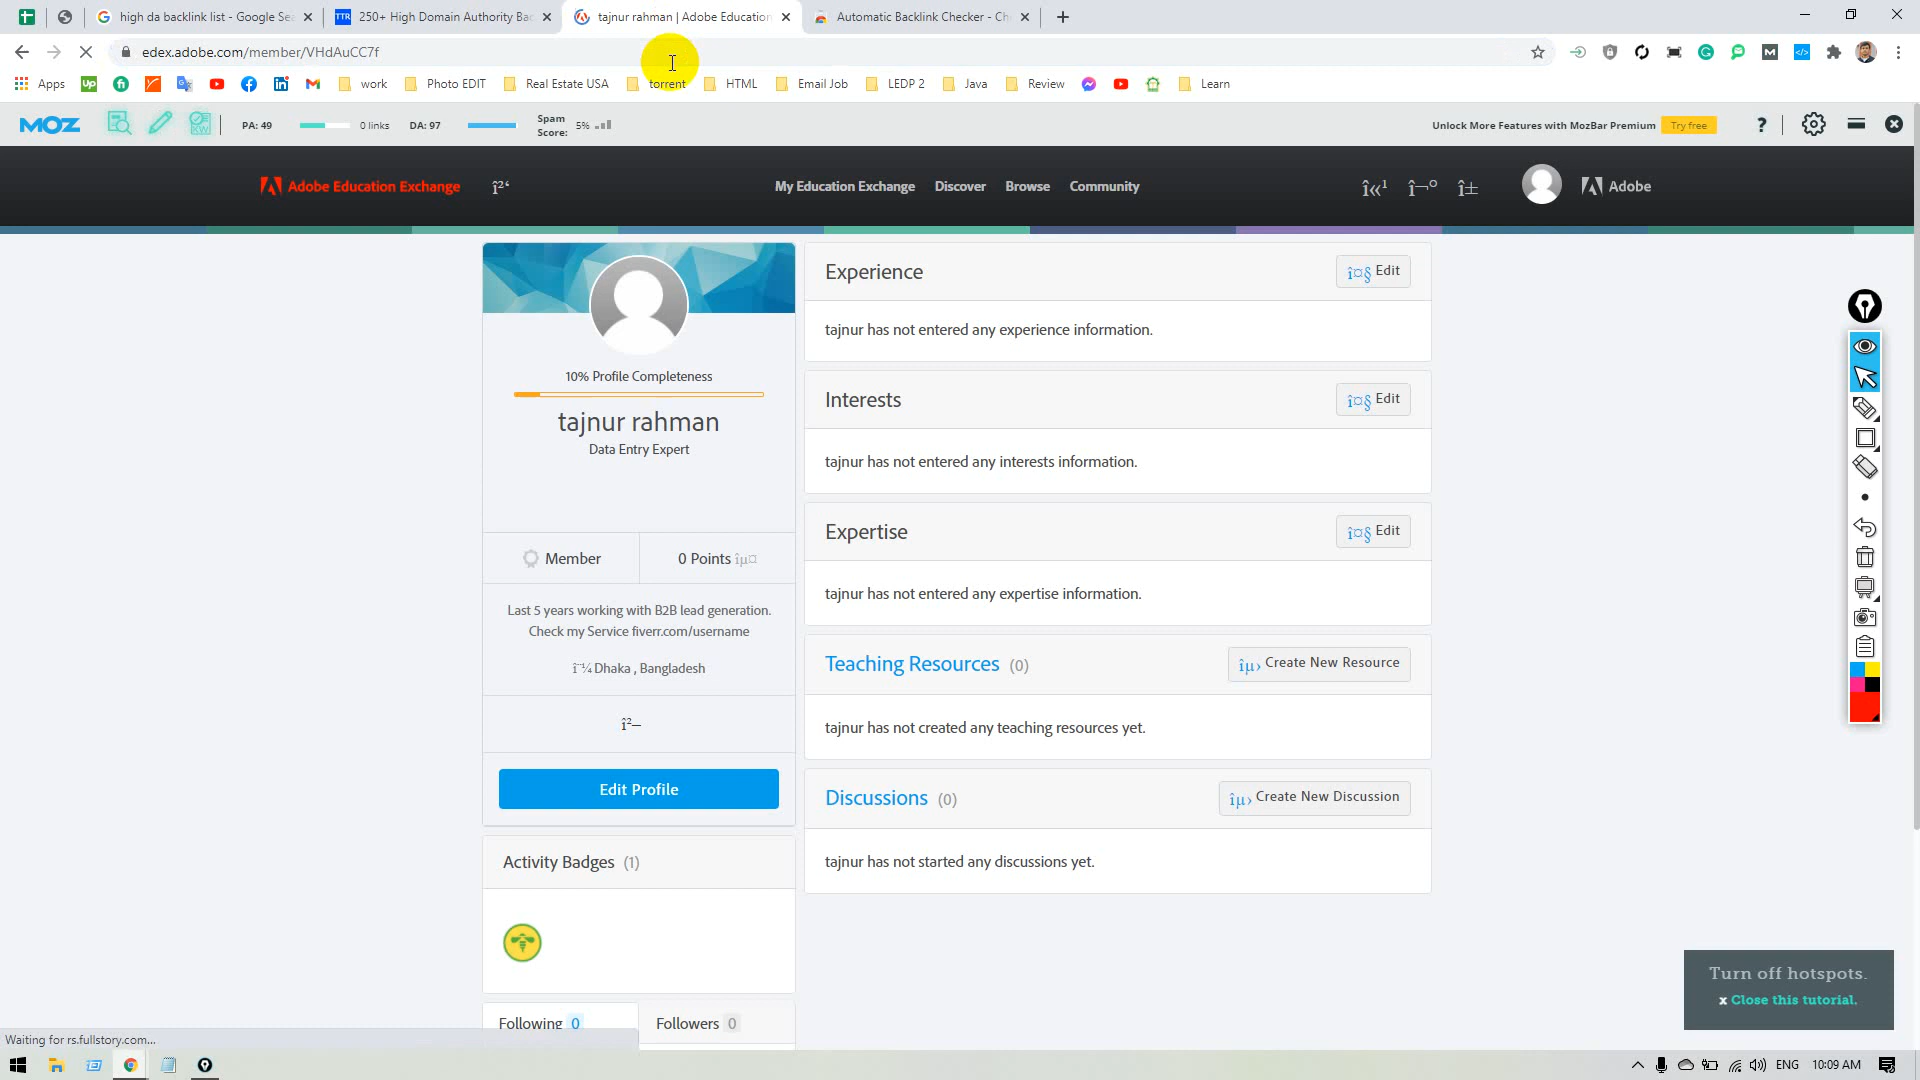 high da backlink list - Google Se
250+ High Domain Authority Bac
tajnur rahman | Adobe Education
Automatic Backlink Checker - Ch
edex.adobe.com/member/VHdAuCC7f
Apps
work
Photo EDIT
Real Estate USA
torrent
HTML
Email Job
LEDP 2
Java
Review
Learn
MOZ
PA: 49
0 links
DA: 97
Spam
Score:
5%
Unlock More Features with MozBar Premium
Try free
Adobe Education Exchange
My Education Exchange
Discover
Browse
Community
Adobe
10% Profile Completeness
tajnur rahman
Data Entry Expert
Member
0 Points
Last 5 years working with B2B lead generation.
Check my Service fiverr.com/username
Dhaka , Bangladesh
Edit Profile
Activity Badges (1)
Following 0
Followers 0
Experience
Edit
tajnur has not entered any experience information.
Interests
Edit
tajnur has not entered any interests information.
Expertise
Edit
tajnur has not entered any expertise information.
Teaching Resources (0)
Create New Resource
tajnur has not created any teaching resources yet.
Discussions (0)
Create New Discussion
tajnur has not started any discussions yet.
Turn off hotspots.
x Close this tutorial.
Waiting for rs.fullstory.com...
ENG
10:09 AM